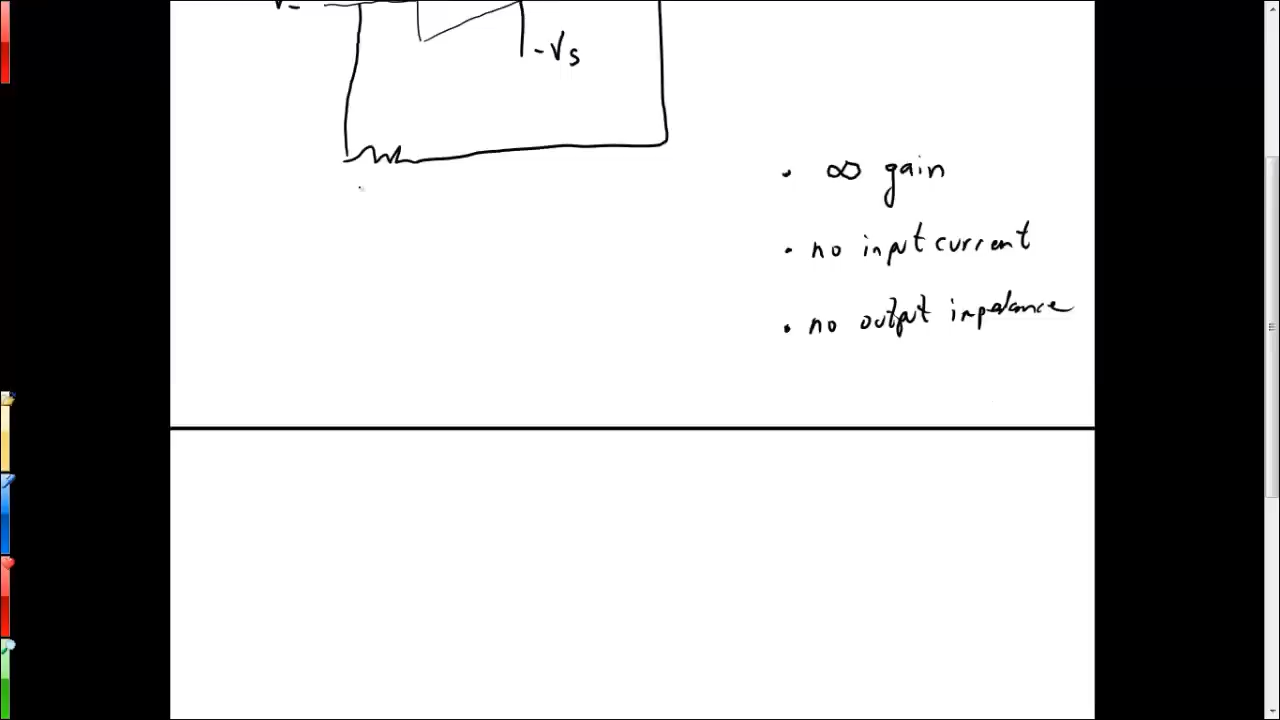 V-
-Vs
• ∞ gain
• no input current
• no output impedance